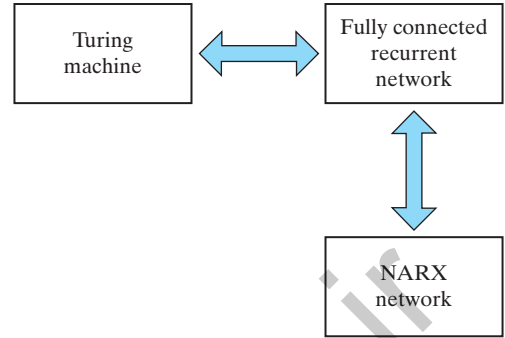 Turing
machine
Fully connected
recurrent
network
NARX
network